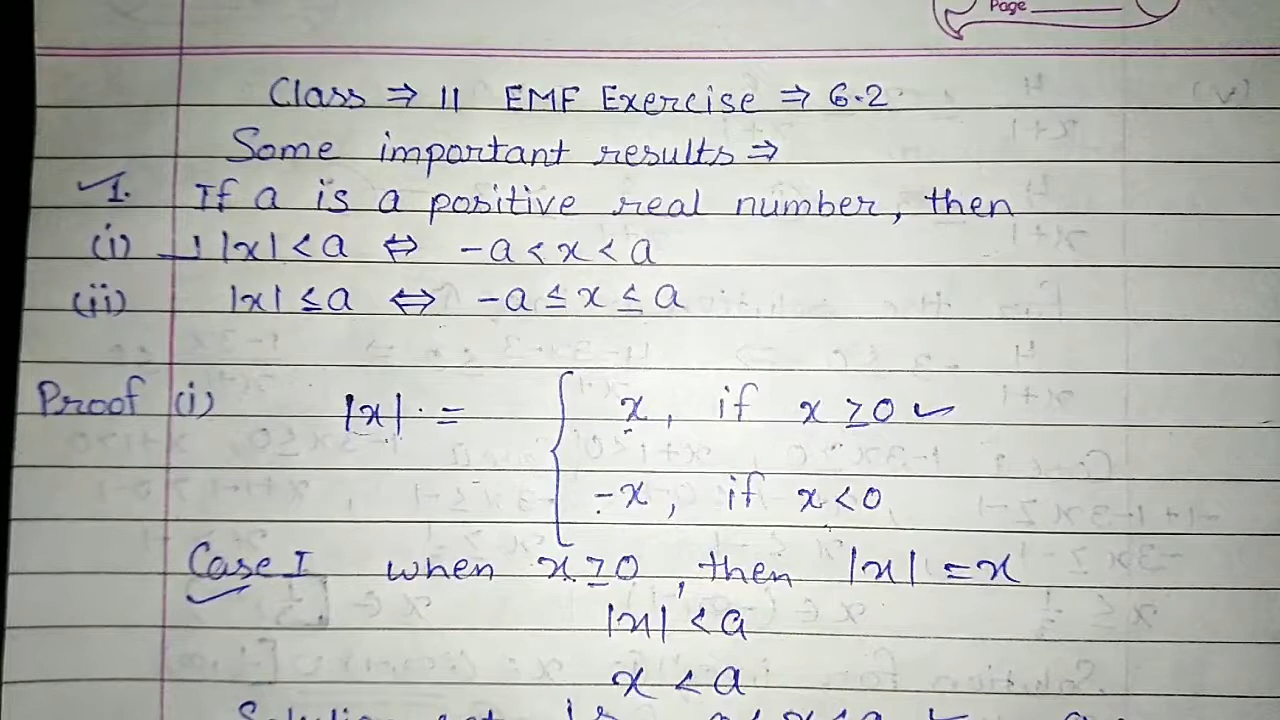 Page
Class ⇒ 11 EMF Exercise ⇒ 6.2
Some important results ⇒
1. If a is a positive real number, then
(i) |x| < a ⇔ -a < x < a
(ii) |x| ≤ a ⇔ -a ≤ x ≤ a
Proof (i) |x| = { x, if x ≥ 0
-x, if x < 0
Case I when x ≥ 0, then |x| = x
|x| < a
x < a